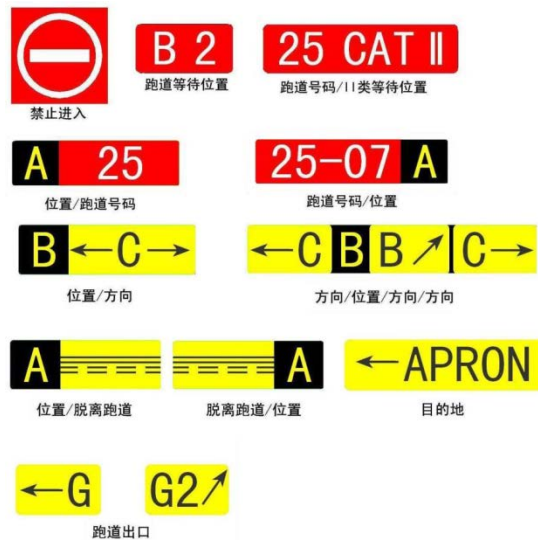 B 2
25 CAT Ⅱ
禁止进入
跑道等待位置
跑道号码/II类等待位置
A 25
25-07 A
位置/跑道号码
跑道号码/位置
B ←C→
←C B B↗ C→
位置/方向
方向/位置/方向/方向
A
A
←APRON
位置/脱离跑道
脱离跑道/位置
目的地
←G
G2↗
跑道出口